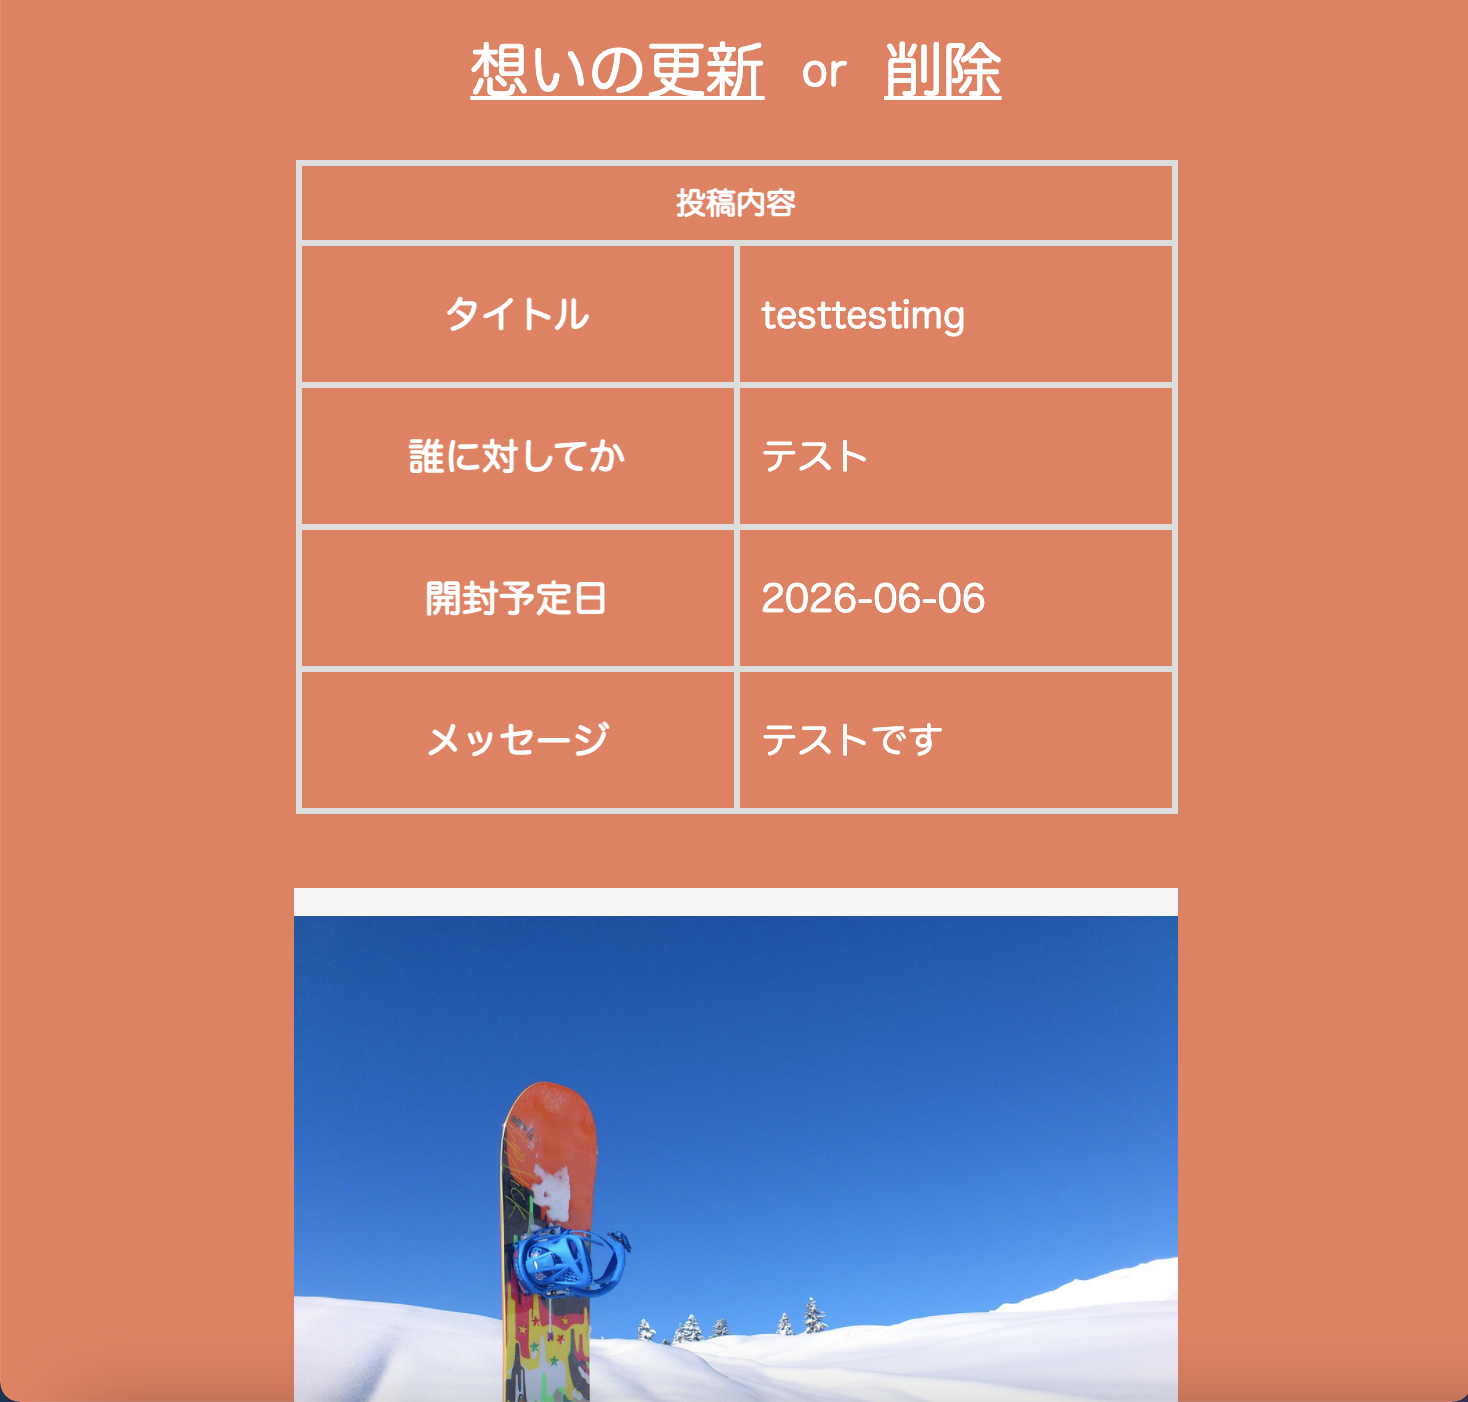 想いの更新 or 削除
投稿内容
タイトル testtestimg
誰に対してか テスト
開封予定日 2026-06-06
メッセージ テストです